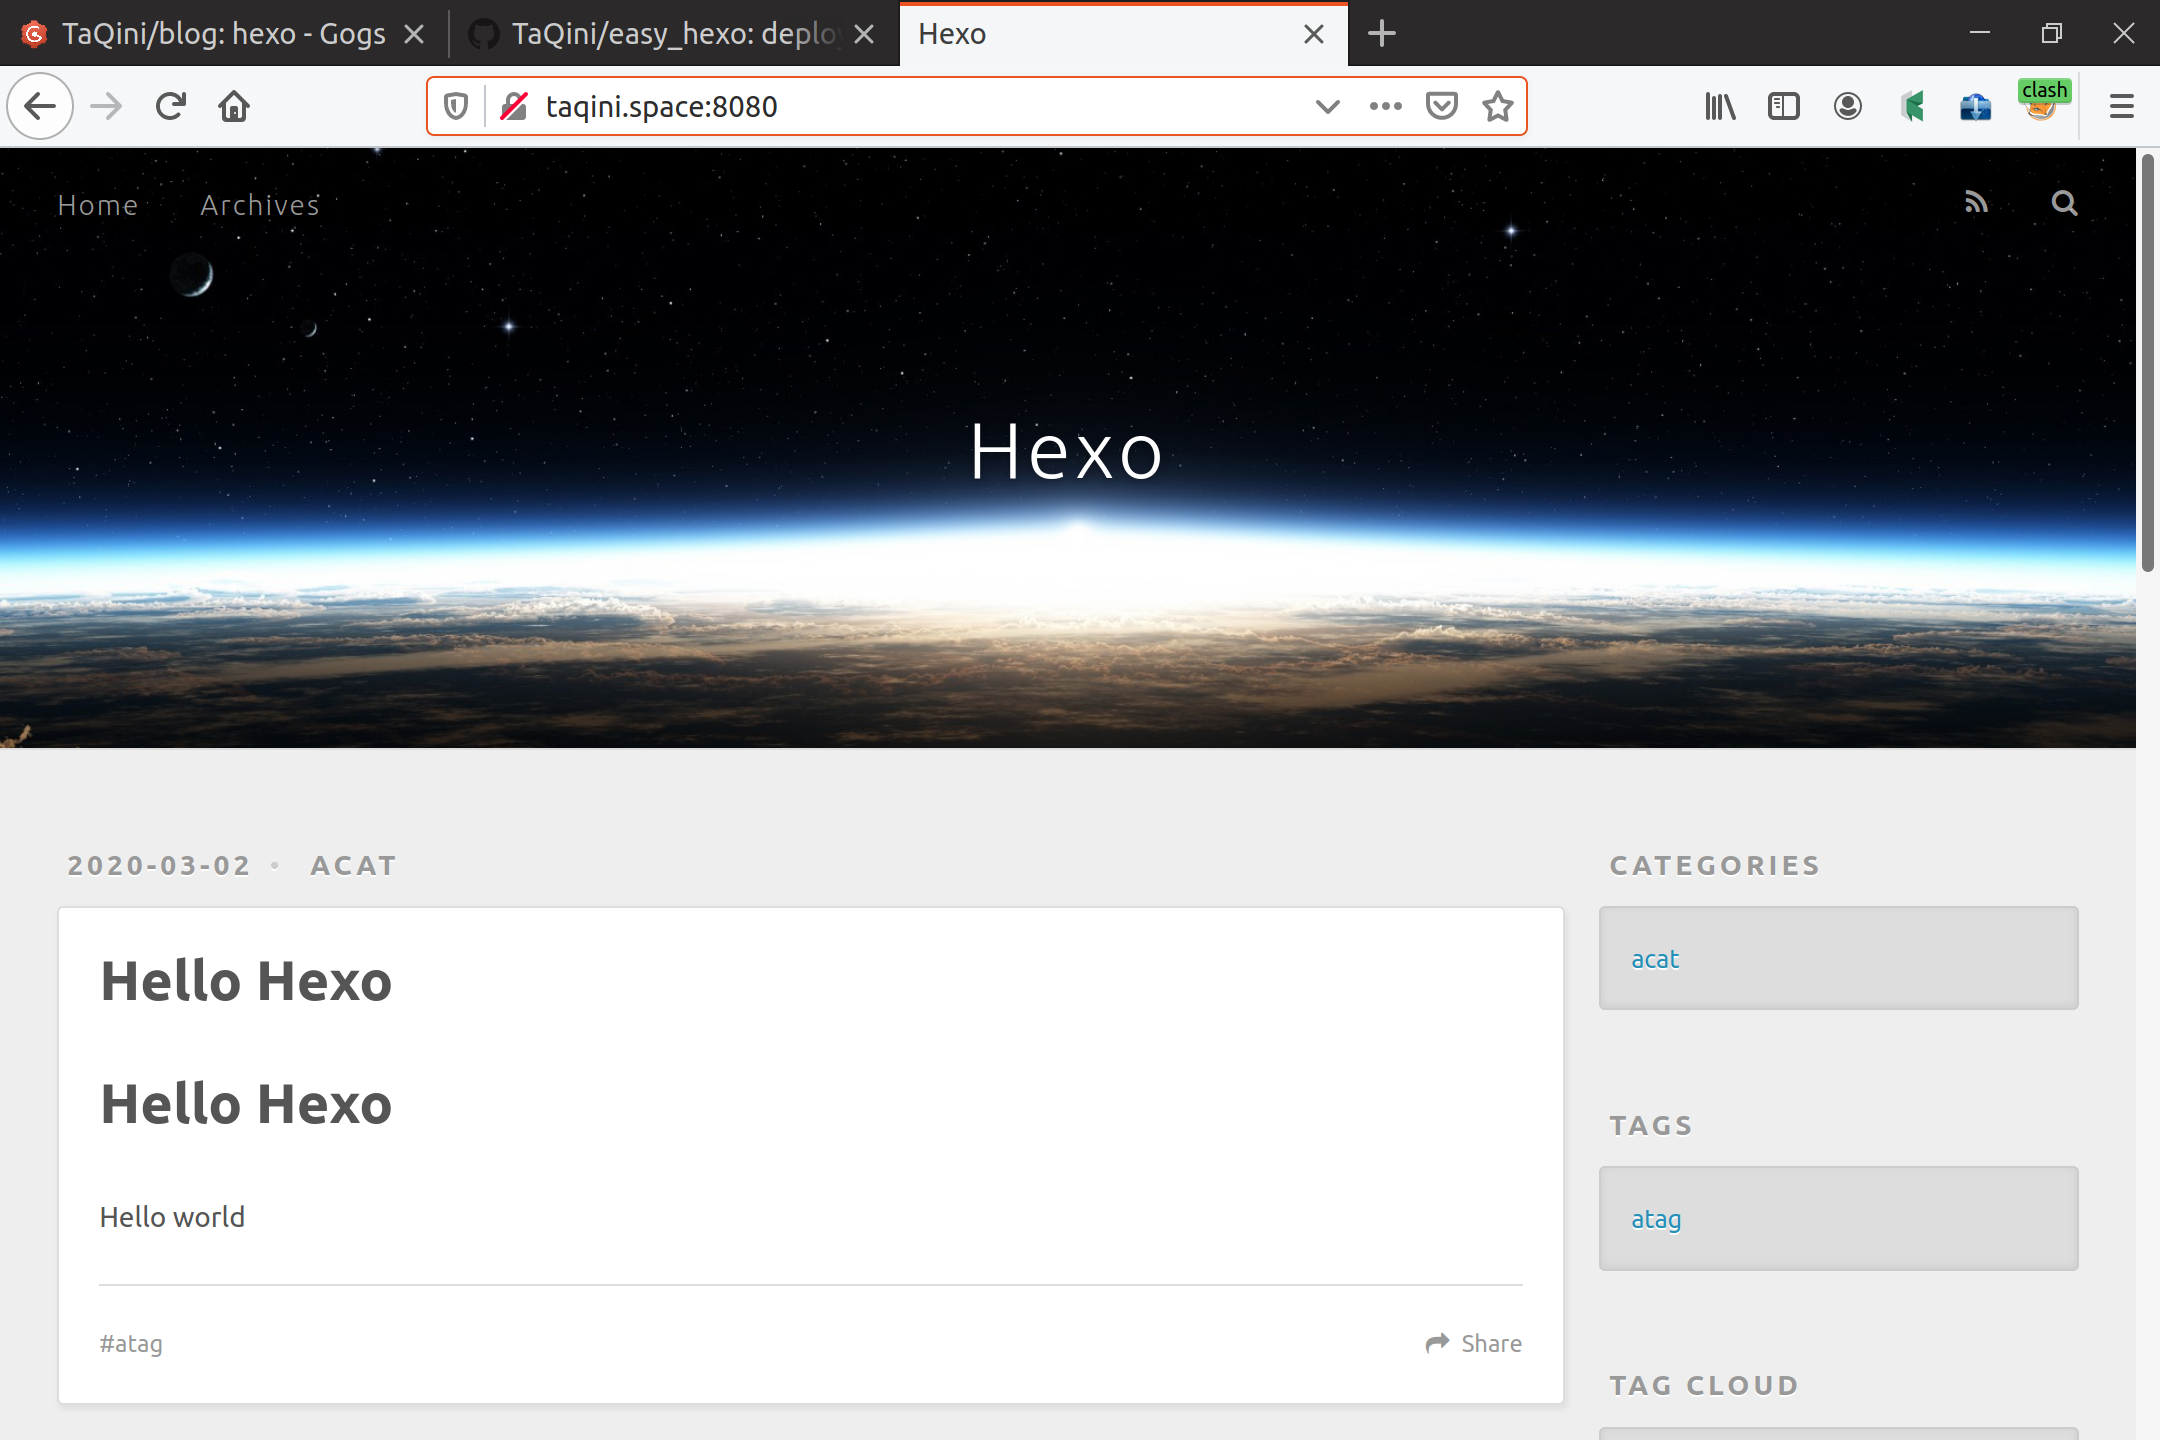 TaQini/blog: hexo - Gogs
TaQini/easy_hexo: deploy
Hexo
taqini.space:8080
clash
Home Archives
Hexo
2020-03-02 • ACAT
Hello Hexo
Hello Hexo
Hello world
#atag
Share
CATEGORIES
acat
TAGS
atag
TAG CLOUD